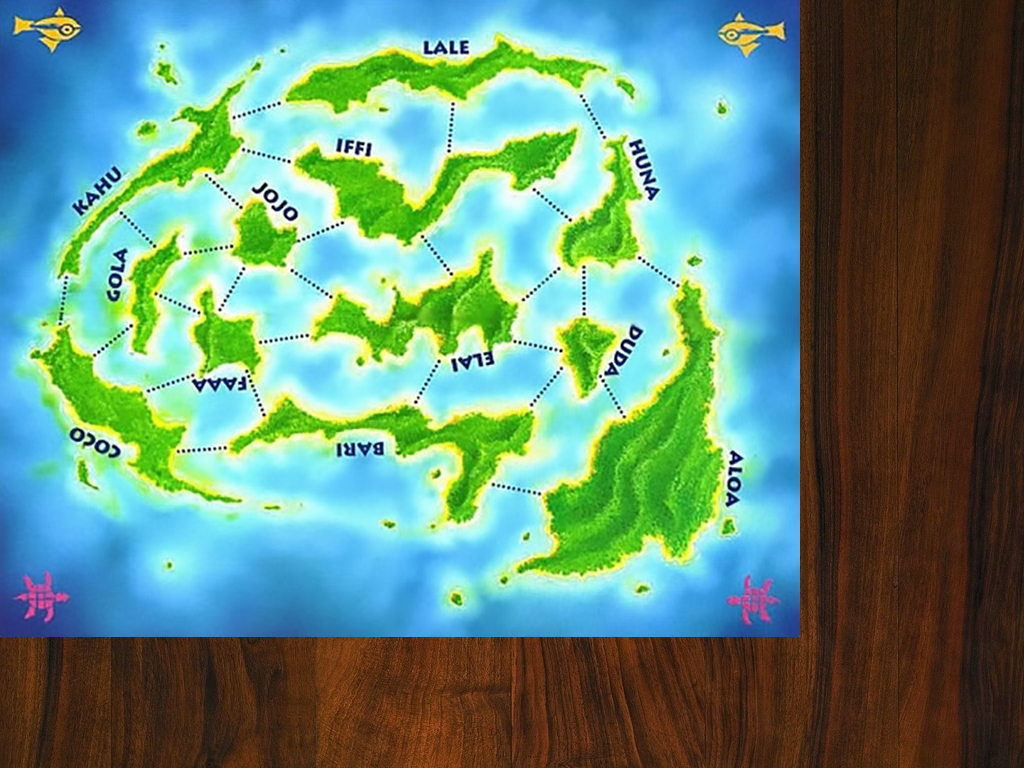 LALE
IFFI
HUNA
KAHU
JOJO
GOLA
DUDA
ELAI
FAAA
COCO
BARI
ALOA